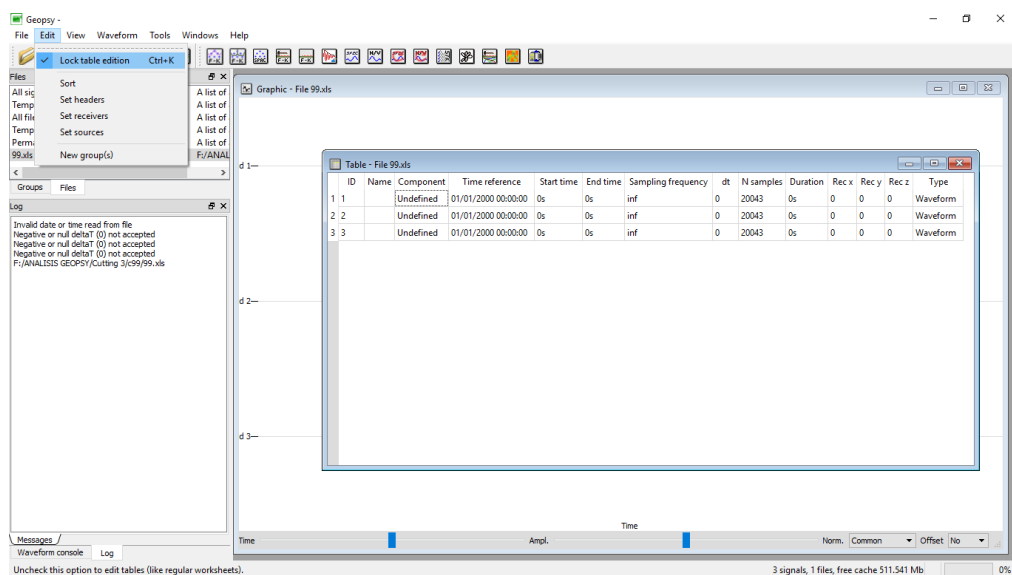 Geopsy -
File Edit View Waveform Tools Windows Help
Lock table edition Ctrl+K
Sort
Set headers
Set receivers
Set sources
New group(s)
Files
All sig A list of
Temp A list of
All file A list of
Temp A list of
Perma A list of
99.xls F:/ANAL
Groups Files
Log
Invalid date or time read from file
Negative or null deltaT (0) not accepted
Negative or null deltaT (0) not accepted
Negative or null deltaT (0) not accepted
F:/ANALISIS GEOPSY/Cutting 3/c99/99.xls
Messages
Waveform console Log
Graphic - File 99.xls
d 1
d 2
d 3
Table - File 99.xls
ID Name Component Time reference Start time End time Sampling frequency dt N samples Duration Rec x Rec y Rec z Type
1 1 Undefined 01/01/2000 00:00:00 0s 0s inf 0 20043 0s 0 0 0 Waveform
2 2 Undefined 01/01/2000 00:00:00 0s 0s inf 0 20043 0s 0 0 0 Waveform
3 3 Undefined 01/01/2000 00:00:00 0s 0s inf 0 20043 0s 0 0 0 Waveform
Time
Time Ampl. Norm. Common Offset No
Uncheck this option to edit tables (like regular worksheets). 3 signals, 1 files, free cache 511.541 Mb 0%